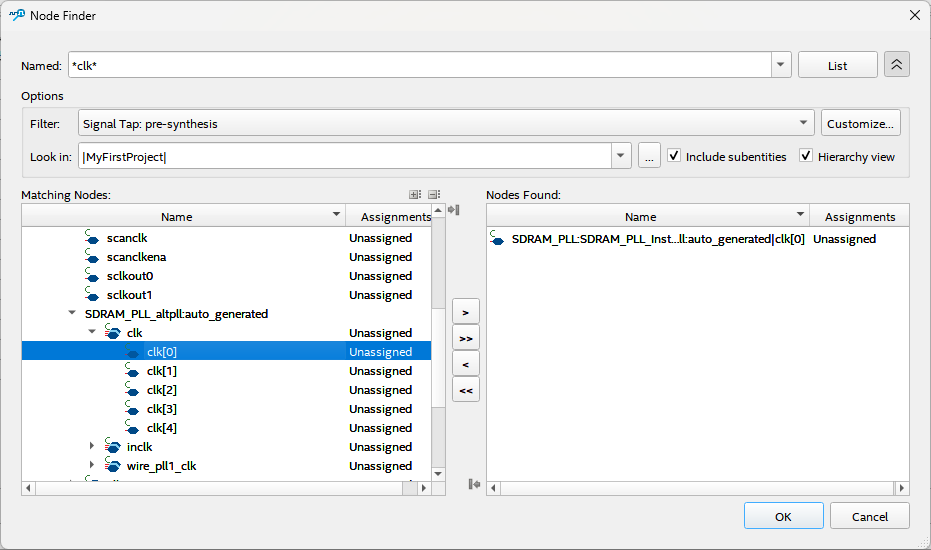 Node Finder
Named: *clk* List
Options
Filter: Signal Tap: pre-synthesis Customize...
Look in: |MyFirstProject| ... Include subentities Hierarchy view
Matching Nodes: Nodes Found:
Name Assignments Name Assignments
scanclk Unassigned SDRAM_PLL:SDRAM_PLL_Inst...ll:auto_generated|clk[0] Unassigned
scanclkena Unassigned
sclkout0 Unassigned
sclkout1 Unassigned
SDRAM_PLL_altpll:auto_generated
clk Unassigned
clk[0] Unassigned
clk[1] Unassigned
clk[2] Unassigned
clk[3] Unassigned
clk[4] Unassigned
inclk Unassigned
wire_pll1_clk Unassigned
>
>>
<
<<
OK Cancel